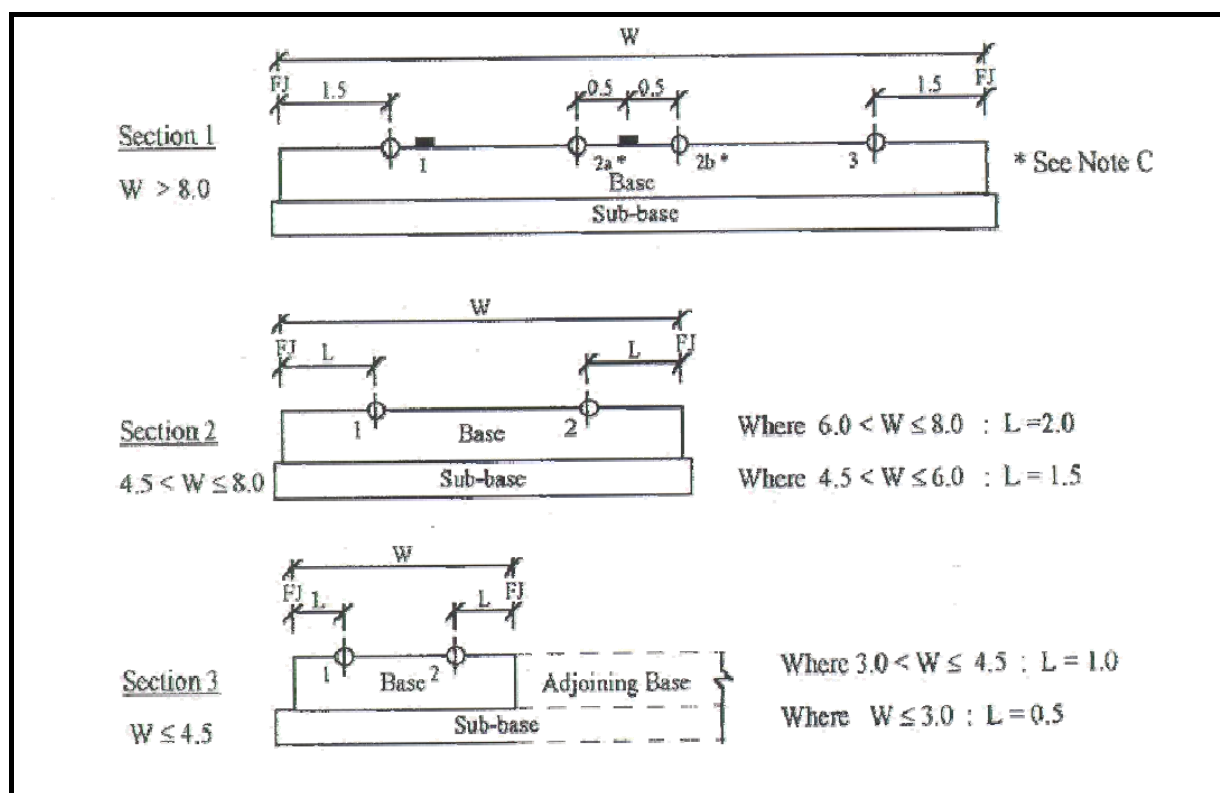 W
FJ
FJ
1.5
0.5
0.5
1.5
Section 1
W > 8.0
1
2a *
2b *
3
* See Note C
Base
Sub-base
W
FJ
FJ
L
L
Section 2
4.5 < W ≤ 8.0
1
Base
2
Sub-base
Where 6.0 < W ≤ 8.0 : L =2.0
Where 4.5 < W ≤ 6.0 : L = 1.5
W
FJ
FJ
L
L
Section 3
W ≤ 4.5
1
Base
2
Adjoining Base
Sub-base
Where 3.0 < W ≤ 4.5 : L = 1.0
Where W ≤ 3.0 : L = 0.5